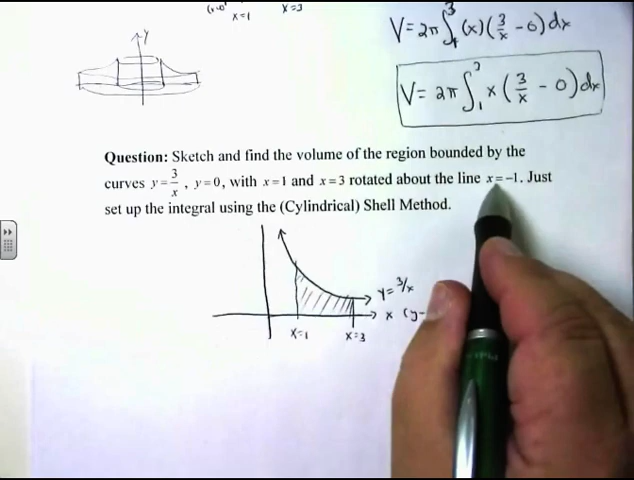 x=1 x=3
V= 2π∫₁³ (x)(3/x - 0) dx
y
V= 2π∫₁³ x(3/x - 0) dx
Question: Sketch and find the volume of the region bounded by the
curves y = 3/x , y = 0, with x = 1 and x = 3 rotated about the line x = −1. Just
set up the integral using the (Cylindrical) Shell Method.
y= 3/x
x (y-
x=1 x=3